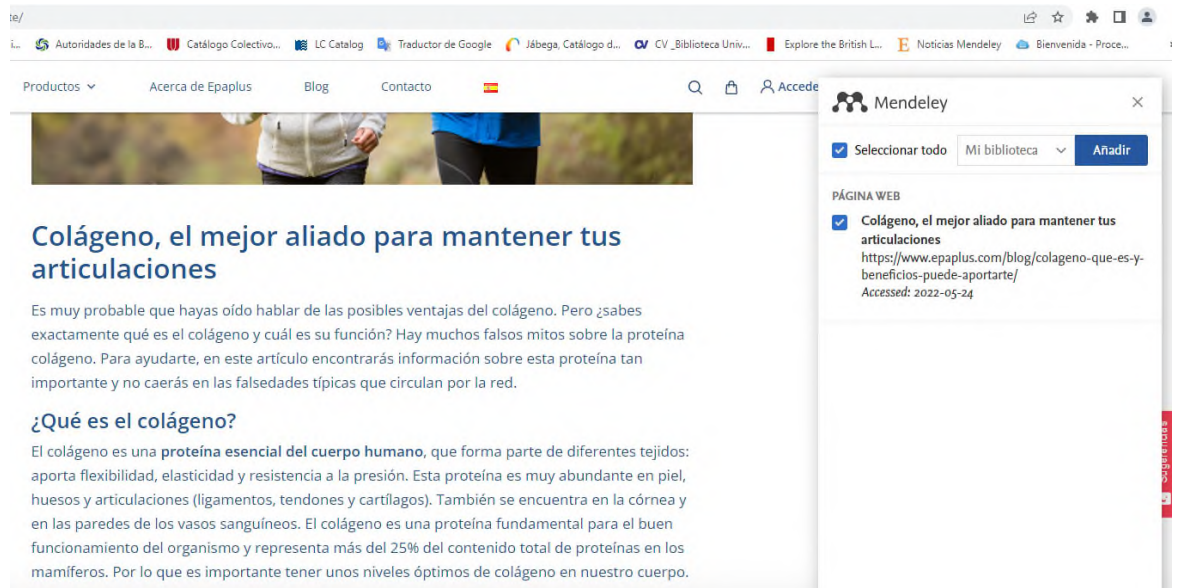 te/
i... Autoridades de la B... Catálogo Colectivo... LC Catalog Traductor de Google Jábega, Catálogo d... CV _Biblioteca Univ... Explore the British L... Noticias Mendeley Bienvenida - Proce...
Productos Acerca de Epaplus Blog Contacto Accede
Colágeno, el mejor aliado para mantener tus
articulaciones
Es muy probable que hayas oído hablar de las posibles ventajas del colágeno. Pero ¿sabes
exactamente qué es el colágeno y cuál es su función? Hay muchos falsos mitos sobre la proteína
colágeno. Para ayudarte, en este artículo encontrarás información sobre esta proteína tan
importante y no caerás en las falsedades típicas que circulan por la red.
¿Qué es el colágeno?
El colágeno es una proteína esencial del cuerpo humano, que forma parte de diferentes tejidos:
aporta flexibilidad, elasticidad y resistencia a la presión. Esta proteína es muy abundante en piel,
huesos y articulaciones (ligamentos, tendones y cartílagos). También se encuentra en la córnea y
en las paredes de los vasos sanguíneos. El colágeno es una proteína fundamental para el buen
funcionamiento del organismo y representa más del 25% del contenido total de proteínas en los
mamíferos. Por lo que es importante tener unos niveles óptimos de colágeno en nuestro cuerpo.
Mendeley
Seleccionar todo Mi biblioteca Añadir
PÁGINA WEB
Colágeno, el mejor aliado para mantener tus
articulaciones
https://www.epaplus.com/blog/colageno-que-es-y-
beneficios-puede-aportarte/
Accessed: 2022-05-24
Sugerencias